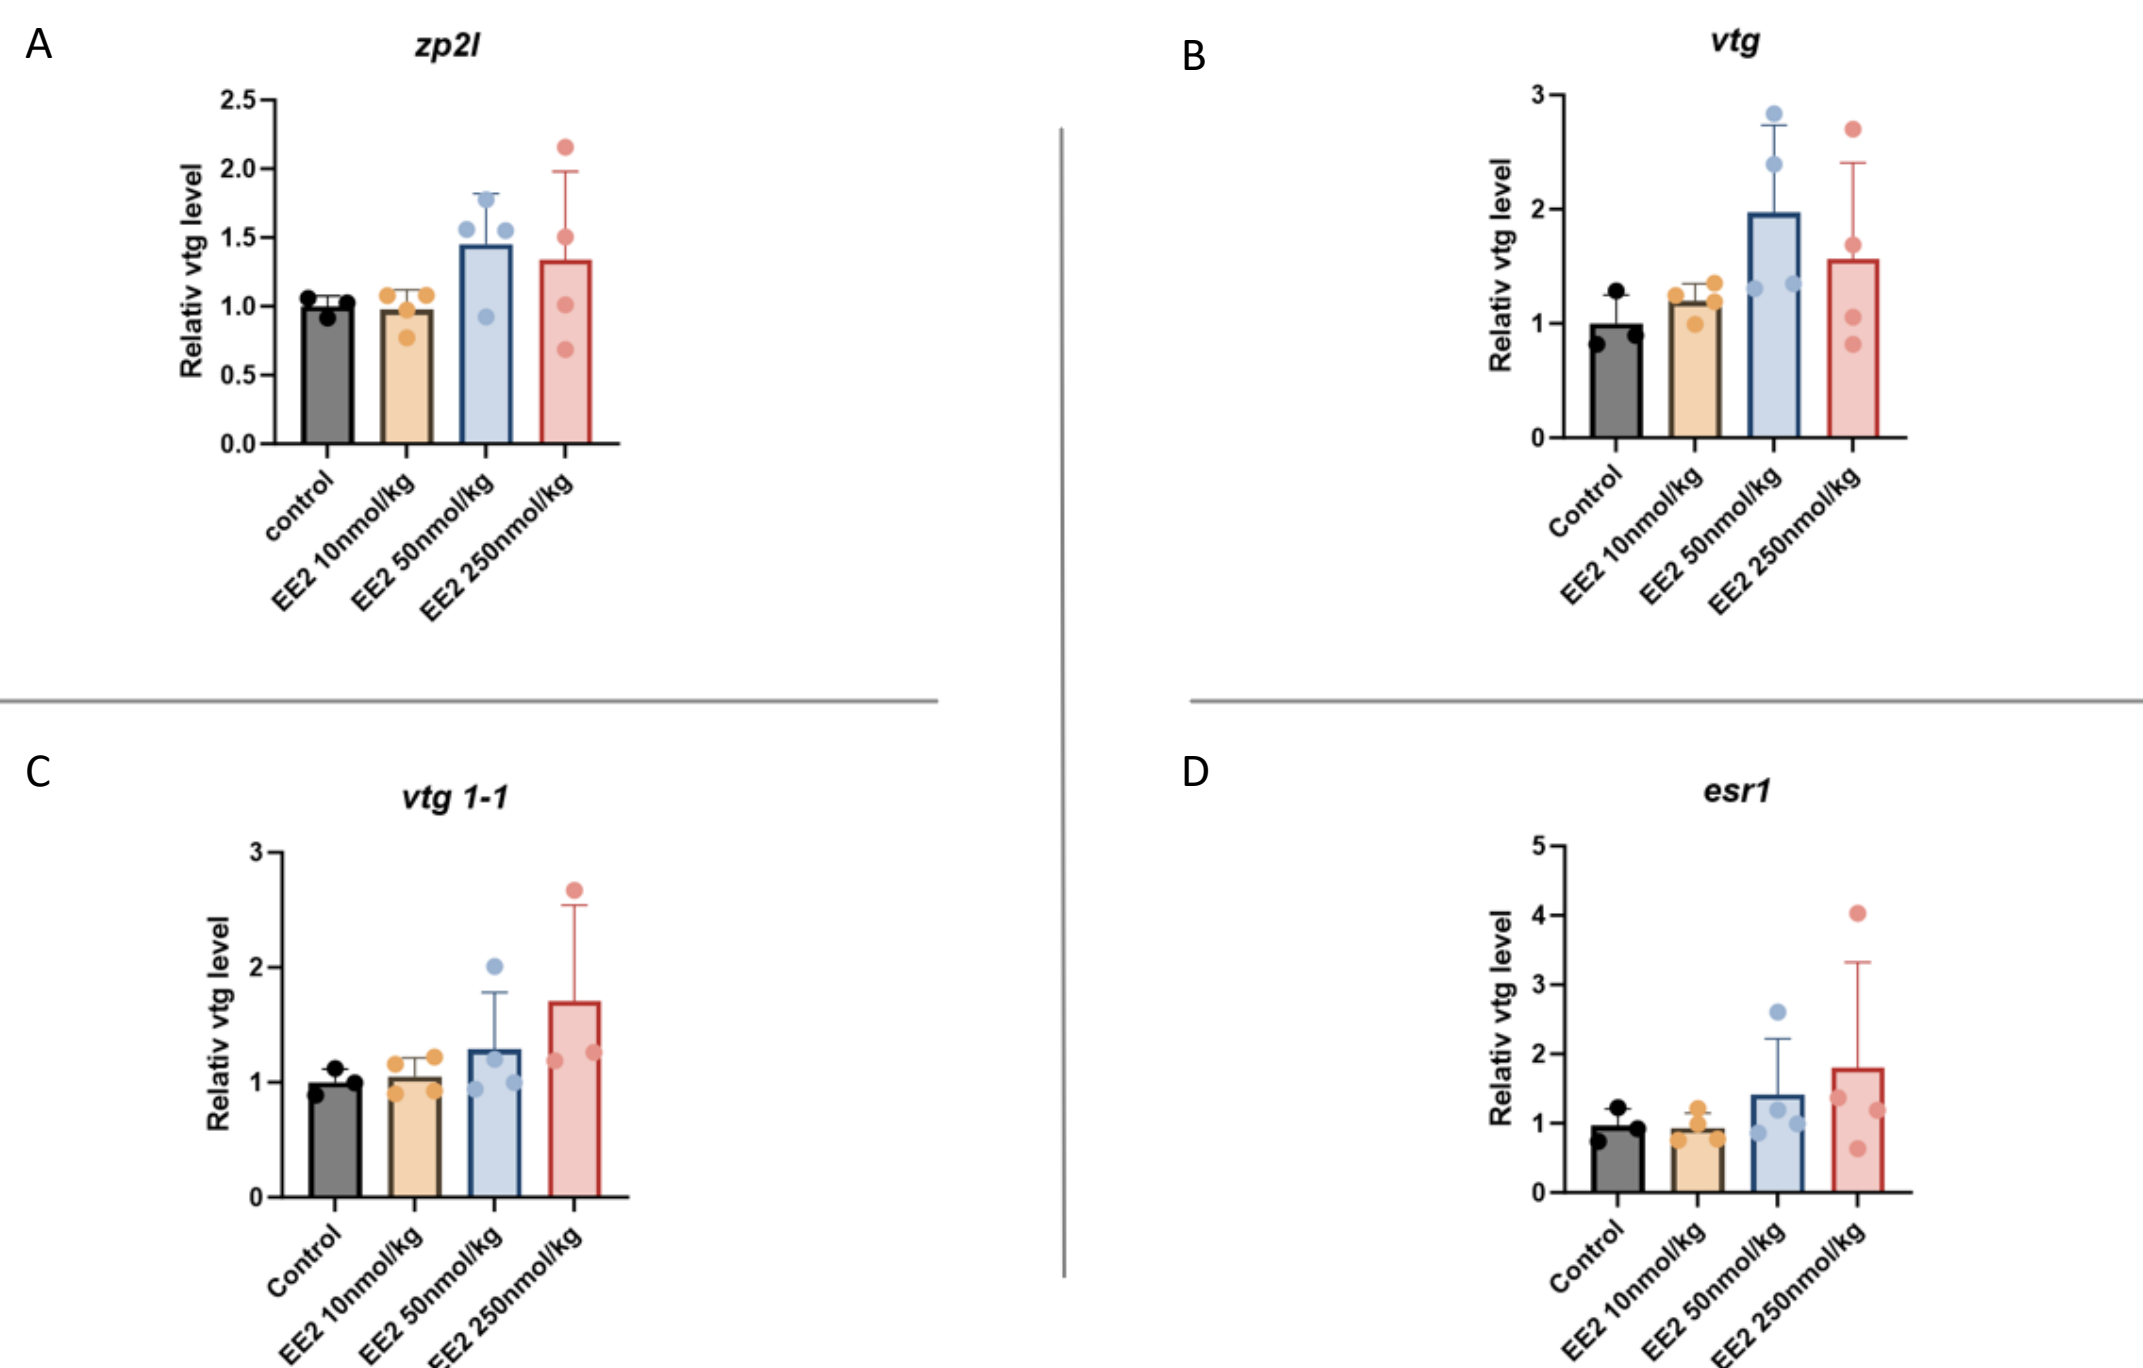 A
zp2l
Relativ vtg level
2.5
2.0
1.5
1.0
0.5
0.0
control
EE2 10nmol/kg
EE2 50nmol/kg
EE2 250nmol/kg
B
vtg
Relativ vtg level
3
2
1
0
Control
EE2 10nmol/kg
EE2 50nmol/kg
EE2 250nmol/kg
C
vtg 1-1
Relativ vtg level
3
2
1
0
Control
EE2 10nmol/kg
EE2 50nmol/kg
EE2 250nmol/kg
D
esr1
Relativ vtg level
5
4
3
2
1
0
Control
EE2 10nmol/kg
EE2 50nmol/kg
EE2 250nmol/kg